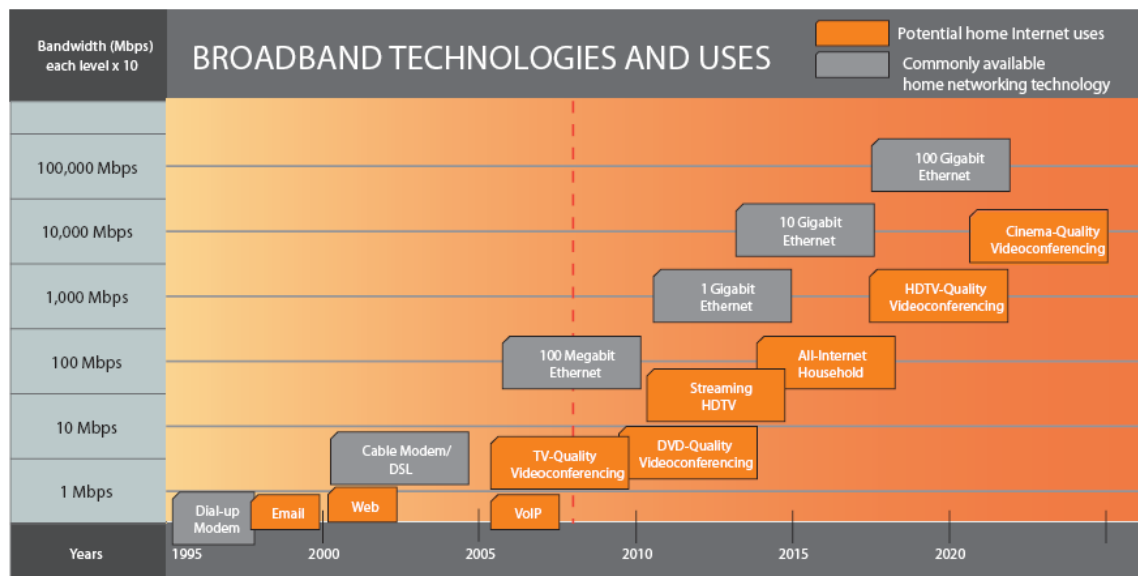 Bandwidth (Mbps)
each level x 10
BROADBAND TECHNOLOGIES AND USES
Potential home Internet uses
Commonly available
home networking technology
100,000 Mbps
100 Gigabit
Ethernet
10,000 Mbps
10 Gigabit
Ethernet
Cinema-Quality
Videoconferencing
1,000 Mbps
1 Gigabit
Ethernet
HDTV-Quality
Videoconferencing
100 Mbps
100 Megabit
Ethernet
All-Internet
Household
Streaming
HDTV
10 Mbps
Cable Modem/
DSL
TV-Quality
Videoconferencing
DVD-Quality
Videoconferencing
1 Mbps
Dial-up
Modem
Email
Web
VoIP
Years
1995
2000
2005
2010
2015
2020